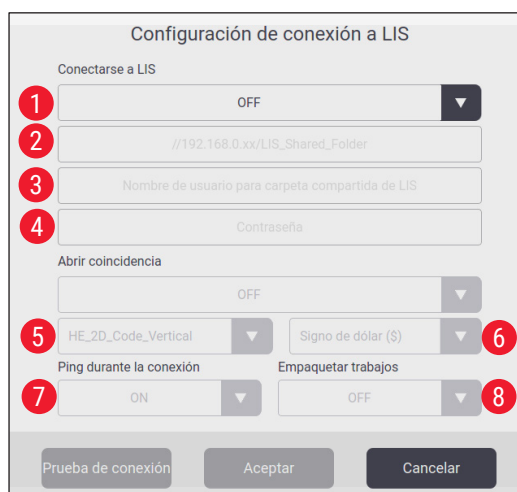 Configuración de conexión a LIS
Conectarse a LIS
1 OFF ▼
2 //192.168.0.xx/LIS_Shared_Folder
3 Nombre de usuario para carpeta compartida de LIS
4 Contraseña
Abrir coincidencia
OFF ▼
5 HE_2D_Code_Vertical ▼ Signo de dólar ($) ▼ 6
Ping durante la conexión Empaquetar trabajos
7 ON ▼ OFF ▼ 8
Prueba de conexión Aceptar Cancelar